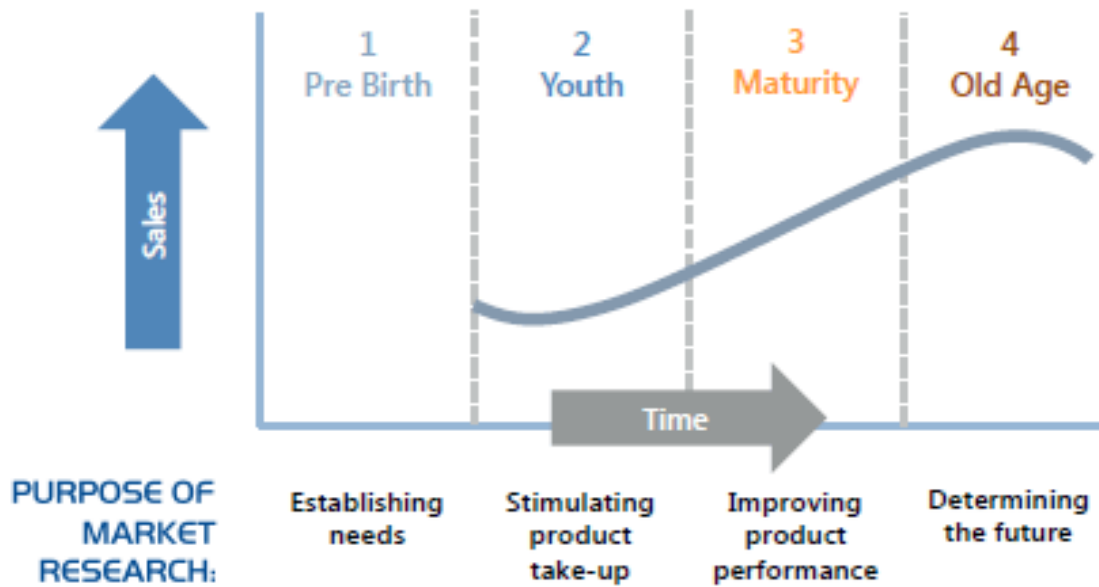 1
Pre Birth
2
Youth
3
Maturity
4
Old Age
Sales
Time
PURPOSE OF
MARKET
RESEARCH:
Establishing
needs
Stimulating
product
take-up
Improving
product
performance
Determining
the future